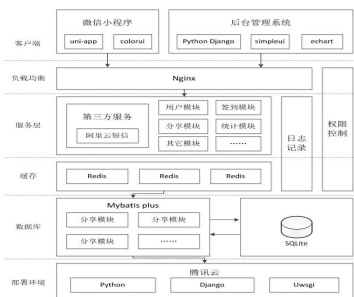 微信小程序
后台管理系统
客户端
uni-app
colorui
Python Django
simpleui
echart
负载均衡
Nginx
服务层
第三方服务
阿里云短信
用户模块
签到模块
分享模块
统计模块
其它模块
……
日志记录
权限控制
缓存
Redis
Redis
Redis
数据库
Mybatis plus
分享模块
分享模块
分享模块
……
SQLite
部署环境
腾讯云
Python
Django
Uwsgi